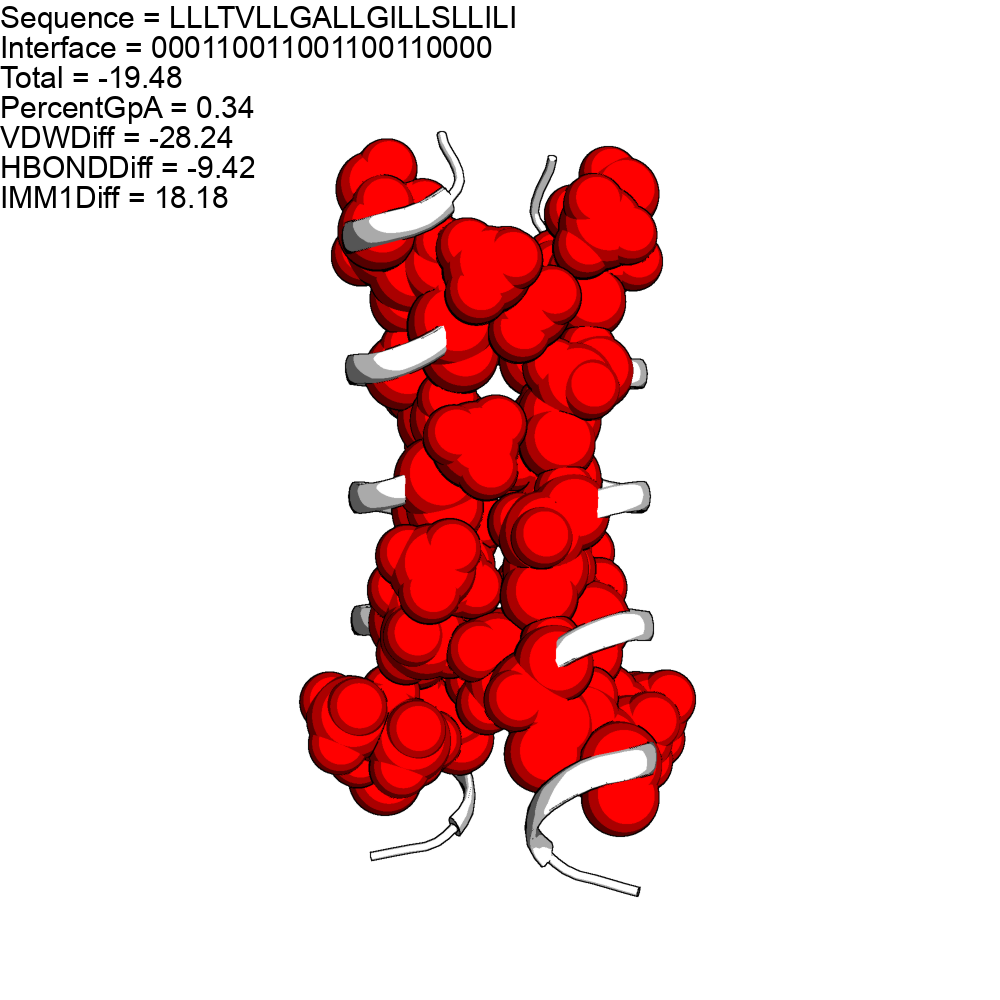 Sequence = LLLTVLLGALLGILLSLLILI
Interface = 000110011001100110000
Total = -19.48
PercentGpA = 0.34
VDWDiff = -28.24
HBONDDiff = -9.42
IMM1Diff = 18.18